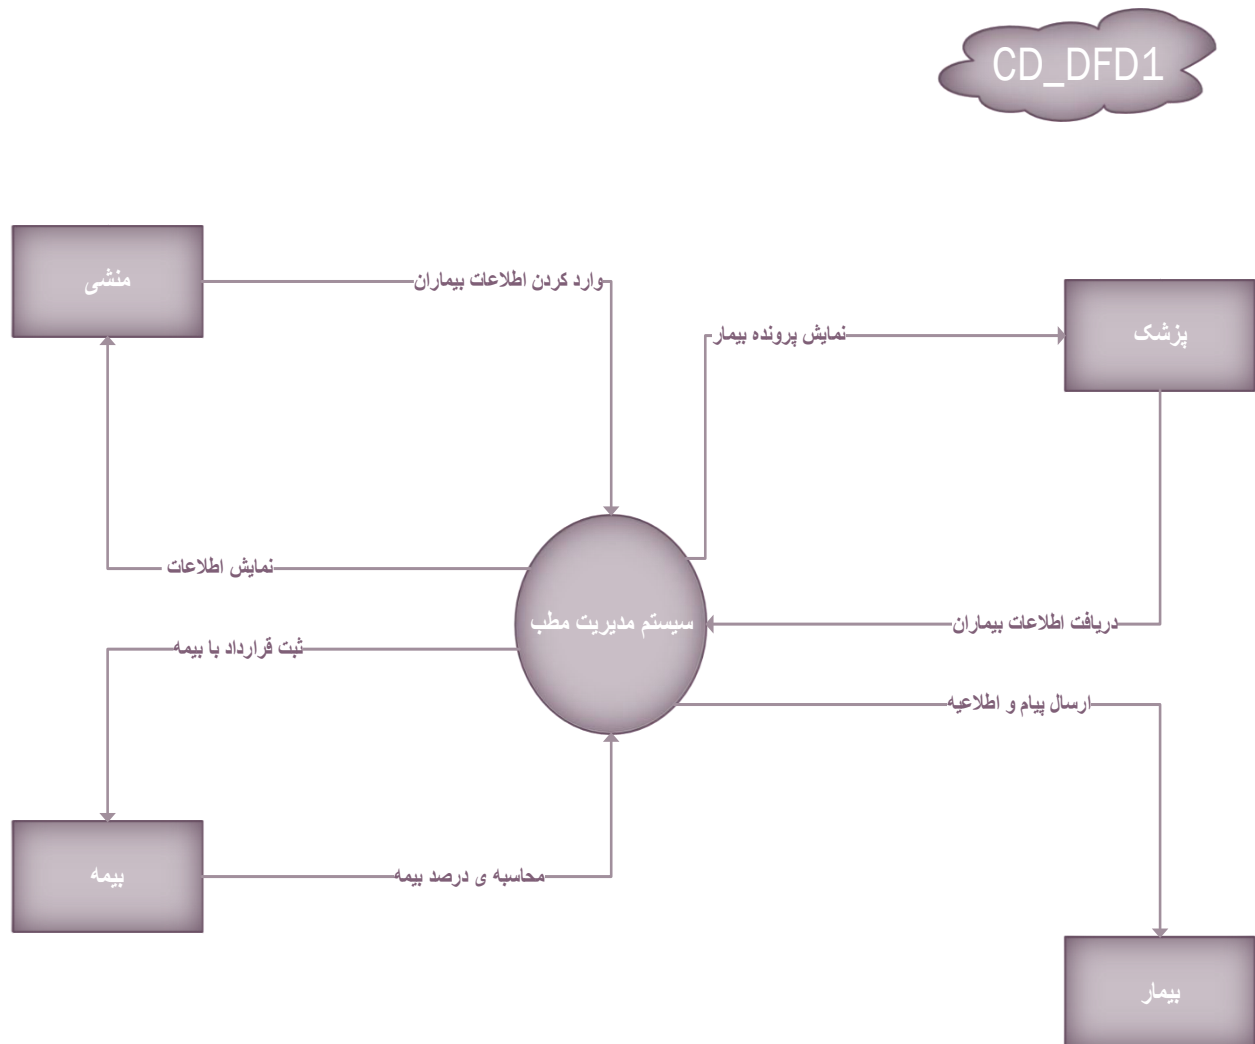 CD_DFD1
منشی
وارد کردن اطلاعات بیماران
پزشک
نمایش پرونده بیمار
نمایش اطلاعات
سیستم مدیریت مطب
دریافت اطلاعات بیماران
ثبت قرارداد با بیمه
ارسال پیام و اطلاعیه
بیمه
محاسبه ی درصد بیمه
بیمار